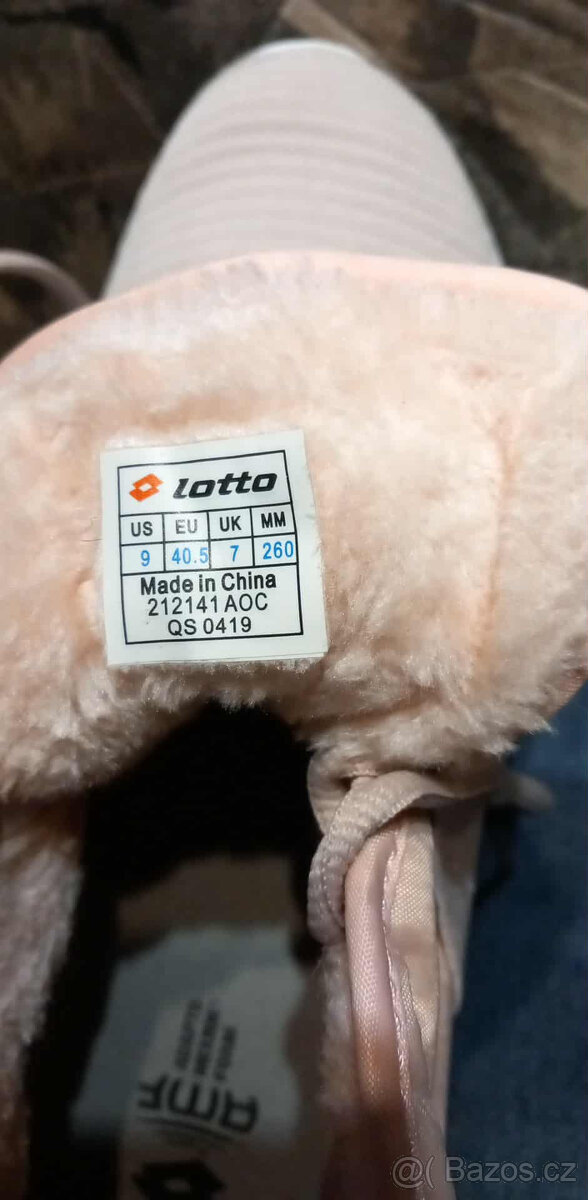 lotto
US EU UK MM
9 40.5 7 260
Made in China
212141 AOC
QS 0419
AMF
@( Bazos.cz